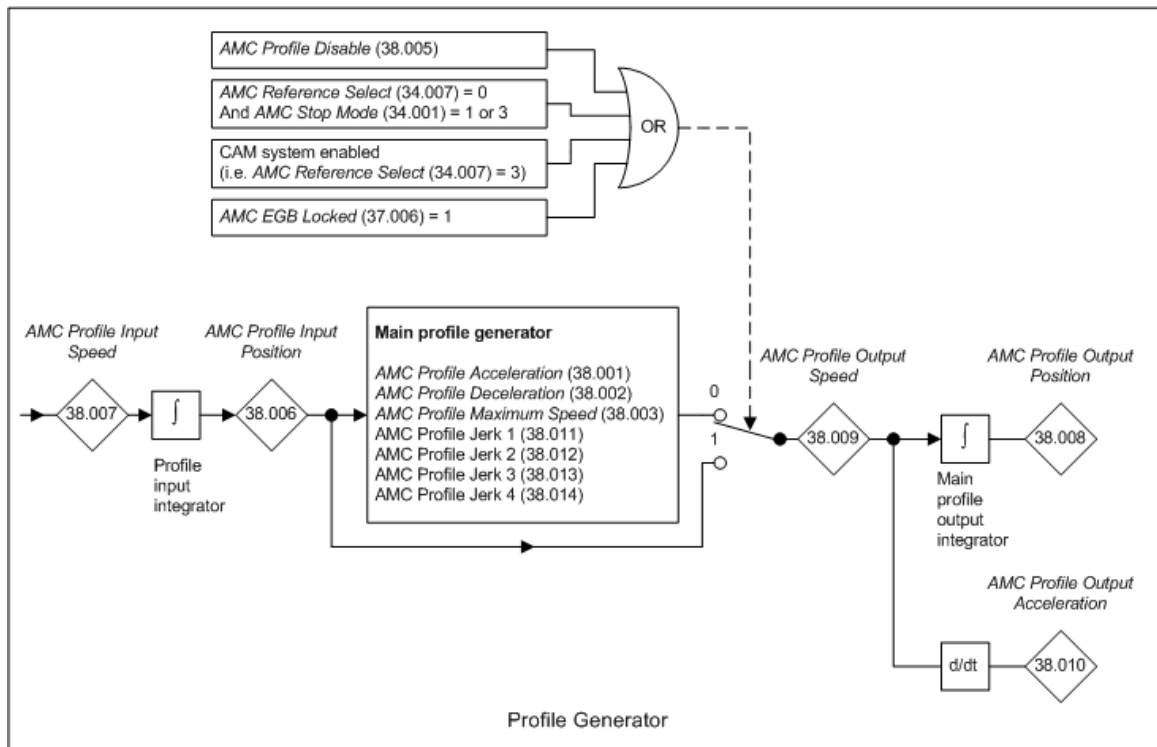 AMC Profile Disable (38.005)
AMC Reference Select (34.007) = 0
And AMC Stop Mode (34.001) = 1 or 3
CAM system enabled
(i.e. AMC Reference Select (34.007) = 3)
AMC EGB Locked (37.006) = 1
OR
AMC Profile Input
Speed
38.007
∫
Profile
input
integrator
AMC Profile Input
Position
38.006
Main profile generator
AMC Profile Acceleration (38.001)
AMC Profile Deceleration (38.002)
AMC Profile Maximum Speed (38.003)
AMC Profile Jerk 1 (38.011)
AMC Profile Jerk 2 (38.012)
AMC Profile Jerk 3 (38.013)
AMC Profile Jerk 4 (38.014)
0
1
AMC Profile Output
Speed
38.009
∫
Main
profile
output
integrator
AMC Profile Output
Position
38.008
AMC Profile Output
Acceleration
d/dt
38.010
Profile Generator